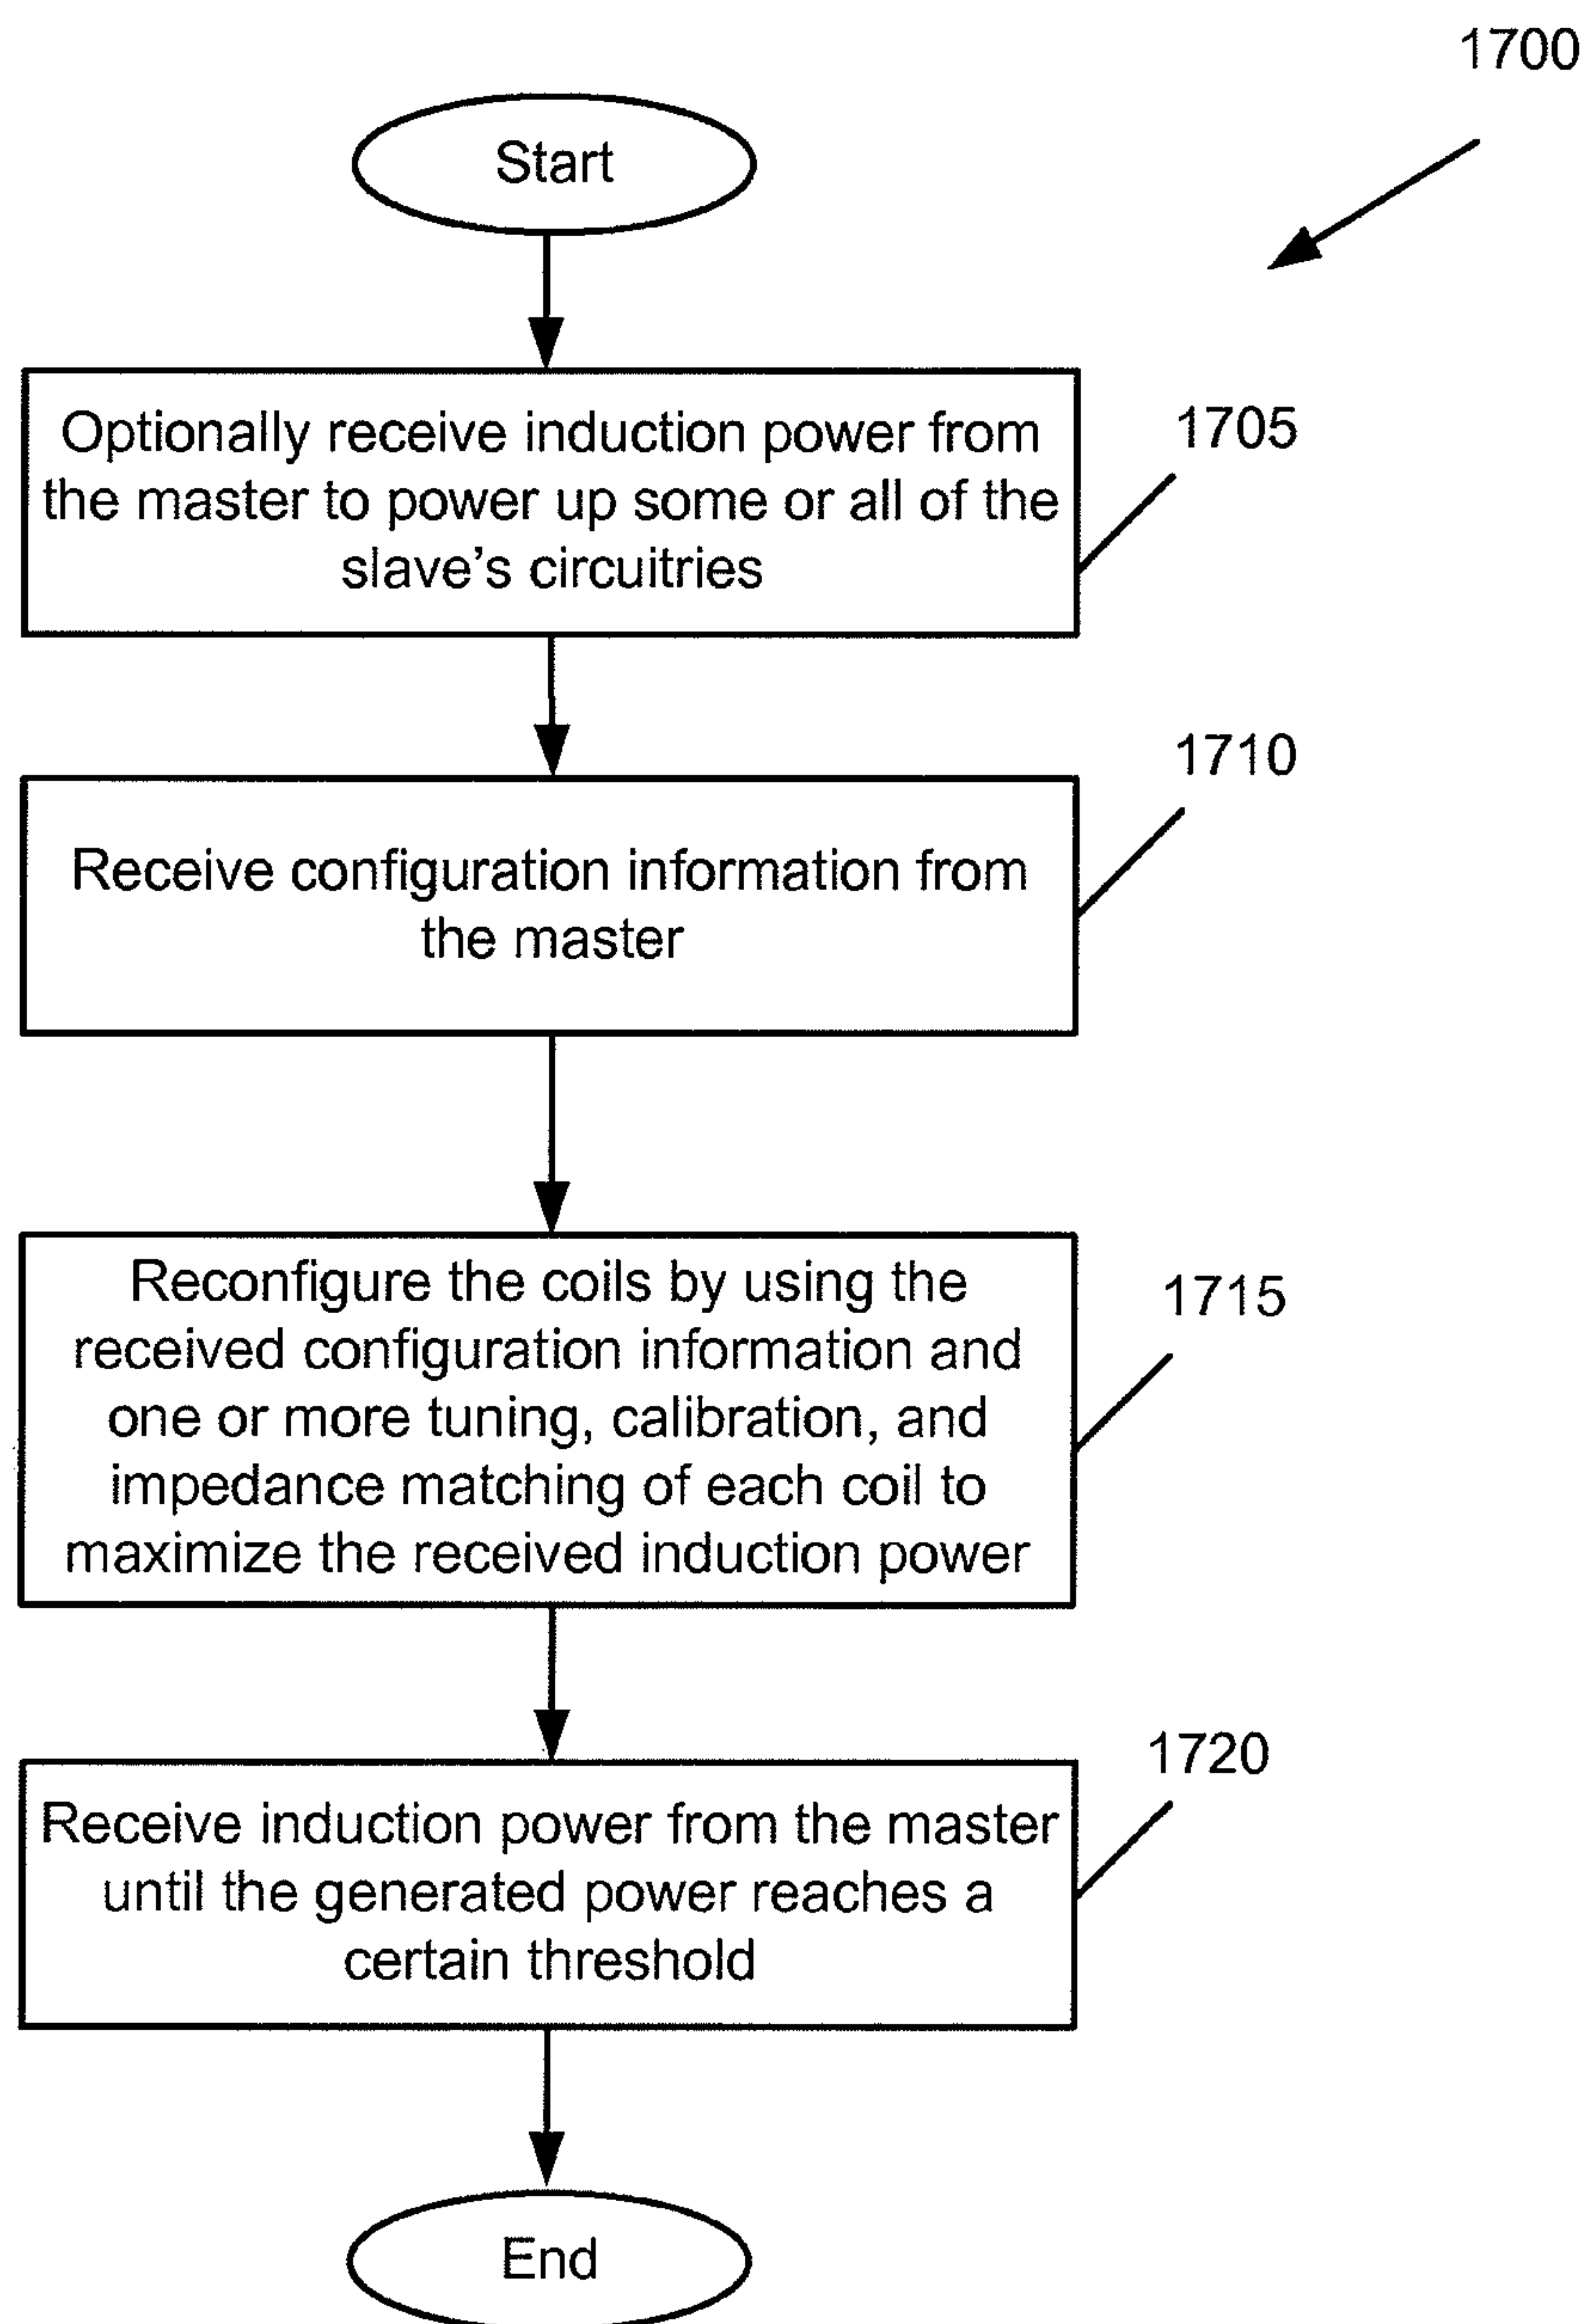 1700
Start
Optionally receive induction power from
the master to power up some or all of the
slave's circuitries
1705
Receive configuration information from
the master
1710
Reconfigure the coils by using the
received configuration information and
one or more tuning, calibration, and
impedance matching of each coil to
maximize the received induction power
1715
Receive induction power from the master
until the generated power reaches a
certain threshold
1720
End